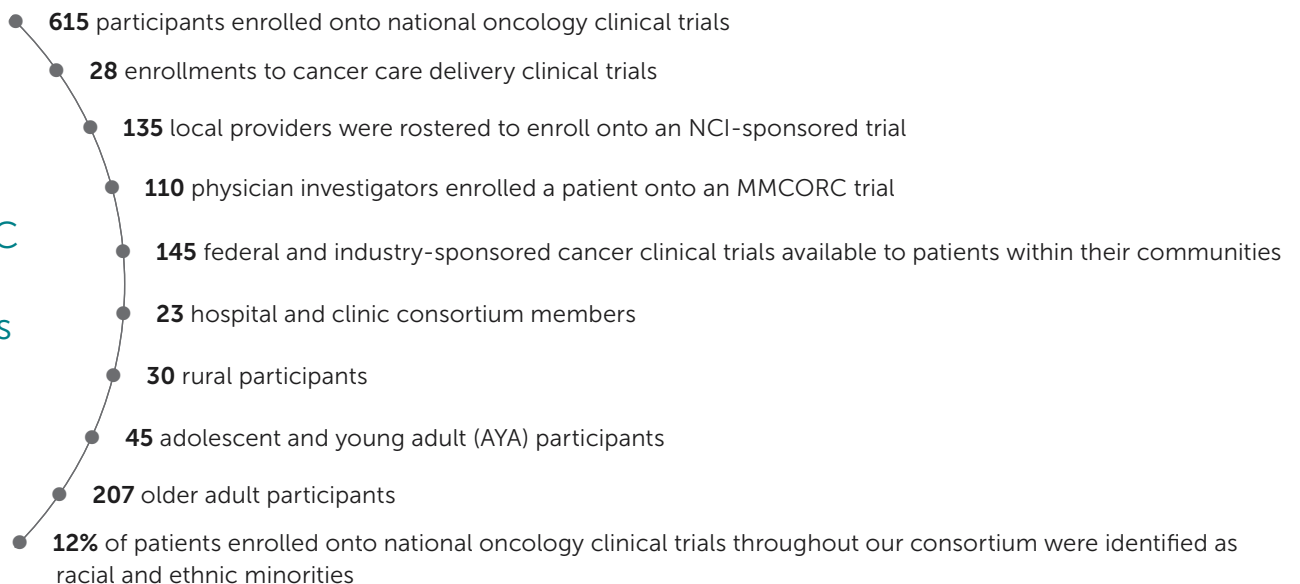 615 participants enrolled onto national oncology clinical trials
28 enrollments to cancer care delivery clinical trials
135 local providers were rostered to enroll onto an NCI-sponsored trial
110 physician investigators enrolled a patient onto an MMCORC trial
145 federal and industry-sponsored cancer clinical trials available to patients within their communities
23 hospital and clinic consortium members
30 rural participants
45 adolescent and young adult (AYA) participants
207 older adult participants
12% of patients enrolled onto national oncology clinical trials throughout our consortium were identified as
racial and ethnic minorities